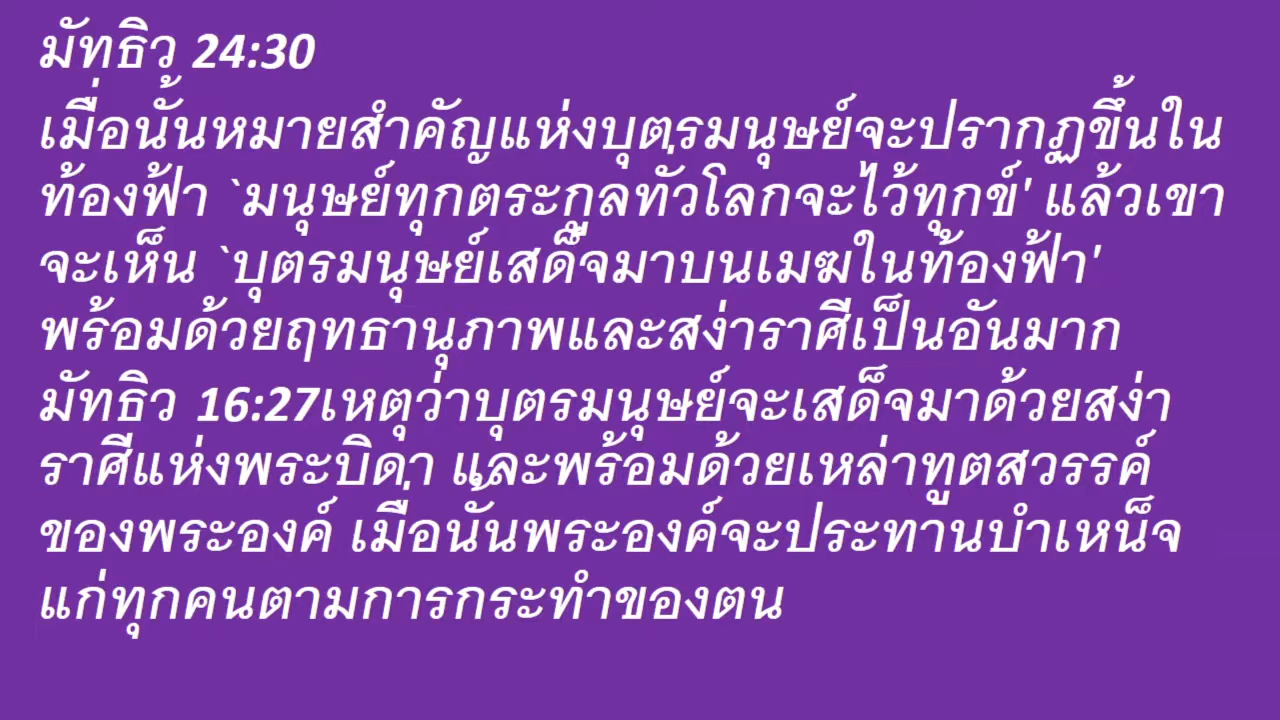 มัทธิว 24:30
เมื่อนั้นหมายสำคัญแห่งบุตรมนุษย์จะปรากฏขึ้นใน
ท้องฟ้า `มนุษย์ทุกตระกูลทั่วโลกจะไว้ทุกข์' แล้วเขา
จะเห็น `บุตรมนุษย์เสด็จมาบนเมฆในท้องฟ้า'
พร้อมด้วยฤทธานุภาพและสง่าราศีเป็นอันมาก
มัทธิว 16:27เหตุว่าบุตรมนุษย์จะเสด็จมาด้วยสง่า
ราศีแห่งพระบิดา และพร้อมด้วยเหล่าทูตสวรรค์
ของพระองค์ เมื่อนั้นพระองค์จะประทานบำเหน็จ
แก่ทุกคนตามการกระทำของตน